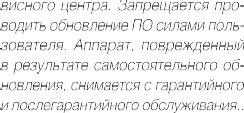 висного центра. Запрещается про-
водить обновление ПО силами поль-
зователя. Аппарат, поврежденный
в результате самостоятельного об-
новления, снимается с гарантийного
и послегарантийного обслуживания..